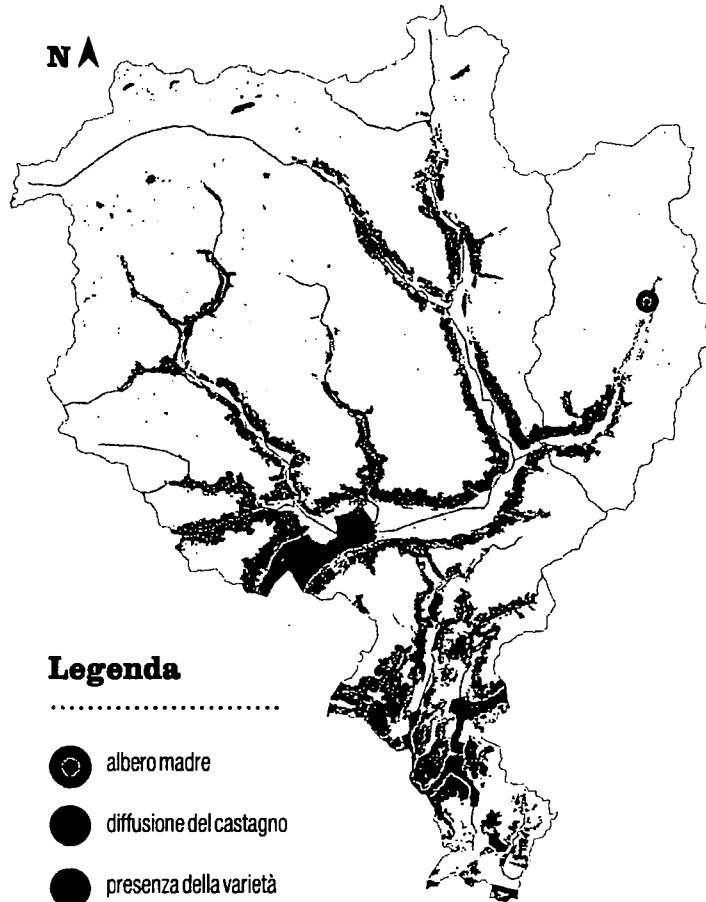 N
Legenda
albero madre
diffusione del castagno
presenza della varietà